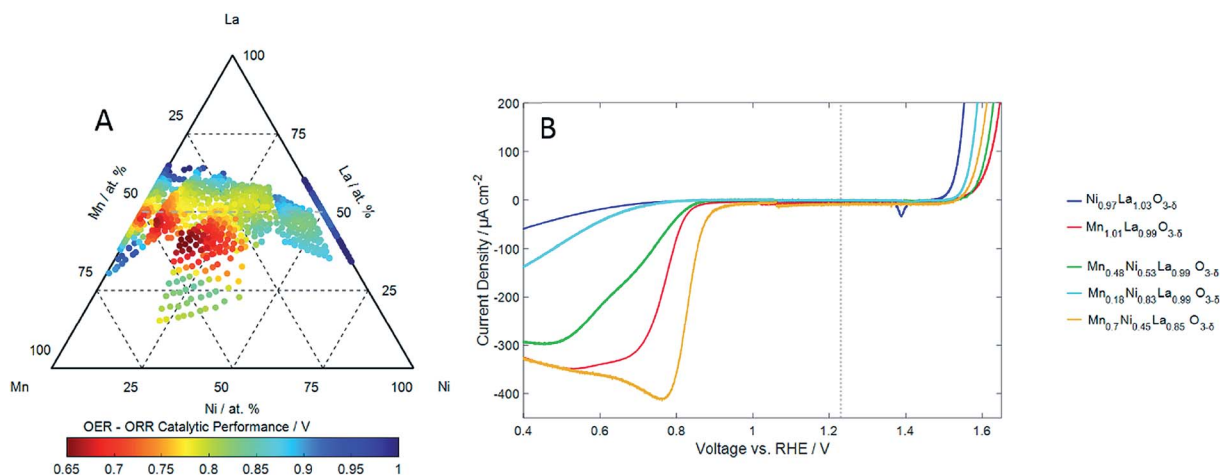 La
100
A
25
75
Mn / at. %
La / at. %
50
50
75
25
100
Mn
25
50
75
100
Ni
Ni / at. %
OER - ORR Catalytic Performance / V
0.65 0.7 0.75 0.8 0.85 0.9 0.95 1
B
Current Density / µA cm-2
200
100
0
-100
-200
-300
-400
0.4 0.6 0.8 1 1.2 1.4 1.6
Voltage vs. RHE / V
Ni0.97La1.03O3-δ
Mn1.01La0.99O3-δ
Mn0.48Ni0.53La0.99 O3-δ
Mn0.18Ni0.83La0.99 O3-δ
Mn0.7Ni0.45La0.85 O3-δ